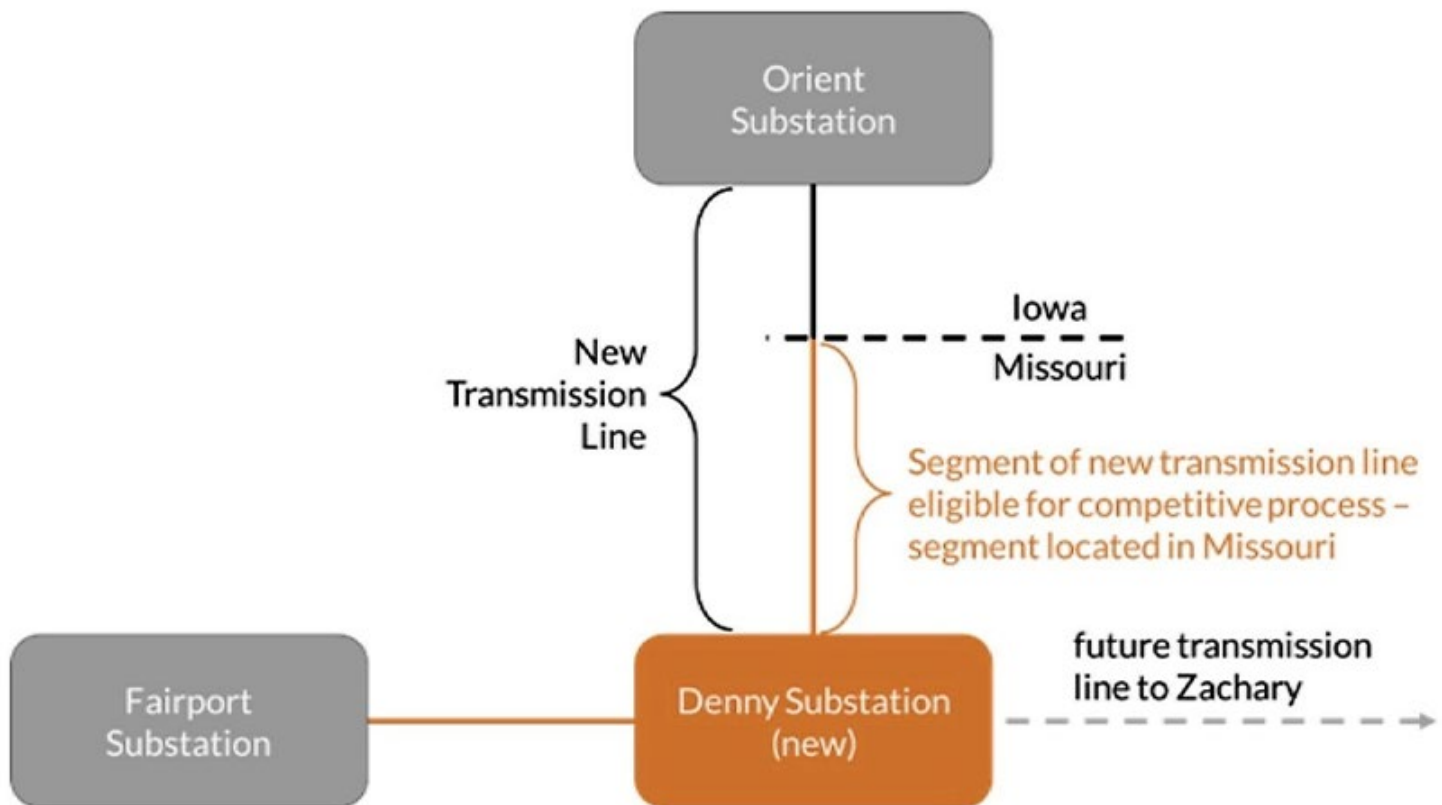 Orient
Substation
Iowa
Missouri
New
Transmission
Line
Segment of new transmission line
eligible for competitive process –
segment located in Missouri
future transmission
line to Zachary
Fairport
Substation
Denny Substation
(new)